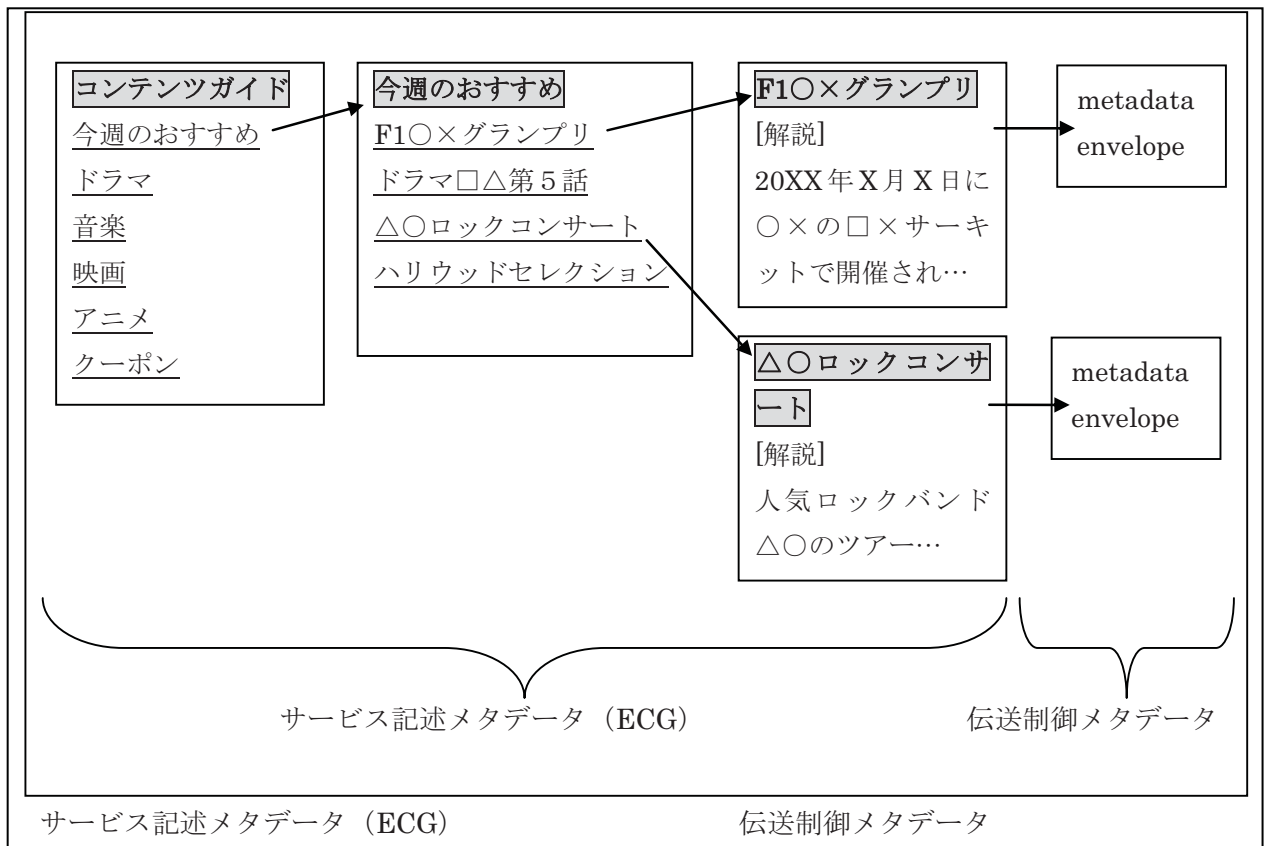 コンテンツガイド
今週のおすすめ
ドラマ
音楽
映画
アニメ
クーポン
今週のおすすめ
F1○×グランプリ
ドラマ□△第５話
△○ロックコンサート
ハリウッドセレクション
F1○×グランプリ
[解説]
20XX年X月X日に
○×の□×サーキ
ットで開催され…
metadata
envelope
△○ロックコンサ
ート
[解説]
人気ロックバンド
△○のツアー…
metadata
envelope
サービス記述メタデータ（ECG）
伝送制御メタデータ
サービス記述メタデータ（ECG）
伝送制御メタデータ